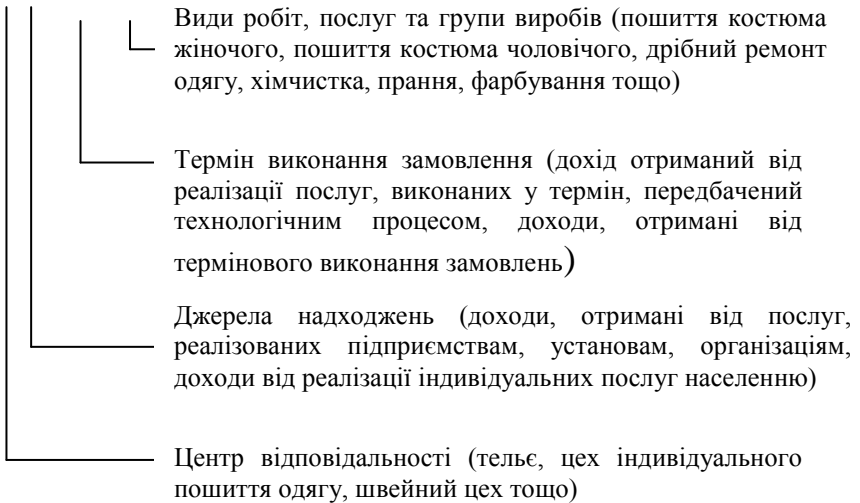 Види робіт, послуг та групи виробів (пошиття костюма
жіночого, пошиття костюма чоловічого, дрібний ремонт
одягу, хімчистка, прання, фарбування тощо)
Термін виконання замовлення (дохід отриманий від
реалізації послуг, виконаних у термін, передбачений
технологічним процесом, доходи, отримані від
термінового виконання замовлень)
Джерела надходжень (доходи, отримані від послуг,
реалізованих підприємствам, установам, організаціям,
доходи від реалізації індивідуальних послуг населенню)
Центр відповідальності (тельє, цех індивідуального
пошиття одягу, швейний цех тощо)